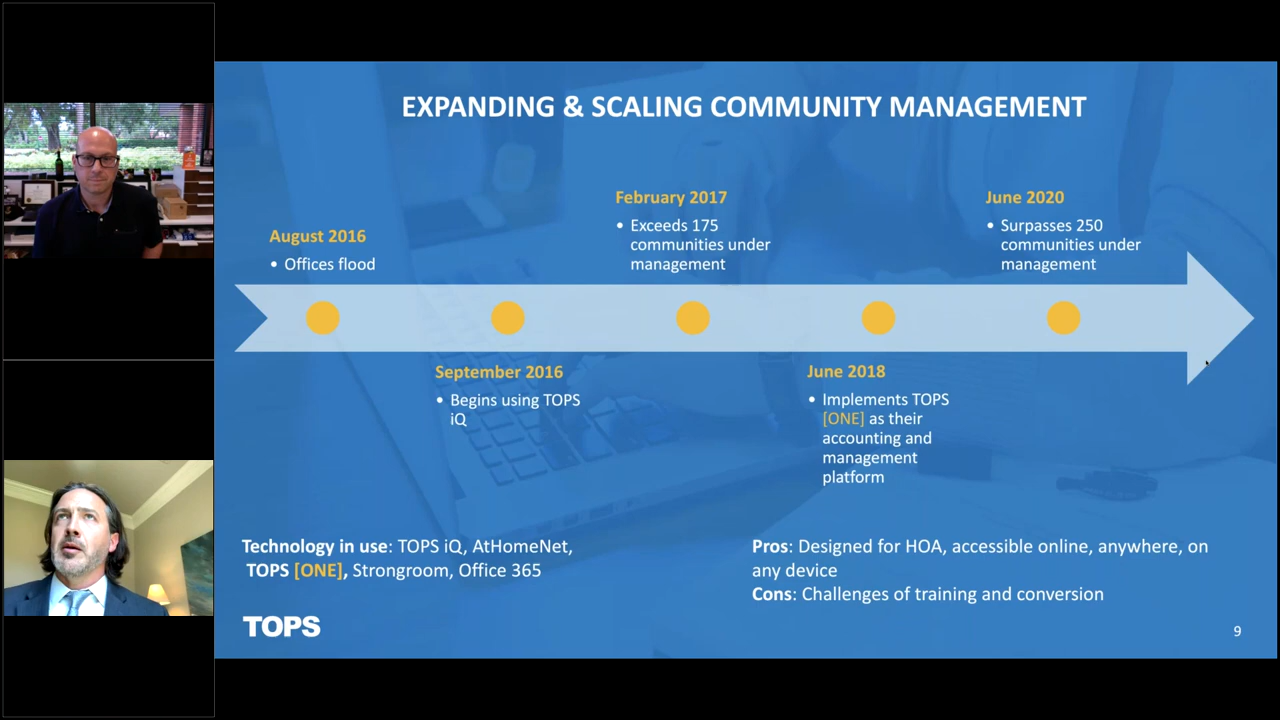 EXPANDING & SCALING COMMUNITY MANAGEMENT
August 2016
• Offices flood
September 2016
• Begins using TOPS
iQ
February 2017
• Exceeds 175
communities under
management
June 2018
• Implements TOPS
[ONE] as their
accounting and
management
platform
June 2020
• Surpasses 250
communities under
management
Technology in use: TOPS iQ, AtHomeNet,
TOPS [ONE], Strongroom, Office 365
Pros: Designed for HOA, accessible online, anywhere, on
any device
Cons: Challenges of training and conversion
TOPS
9